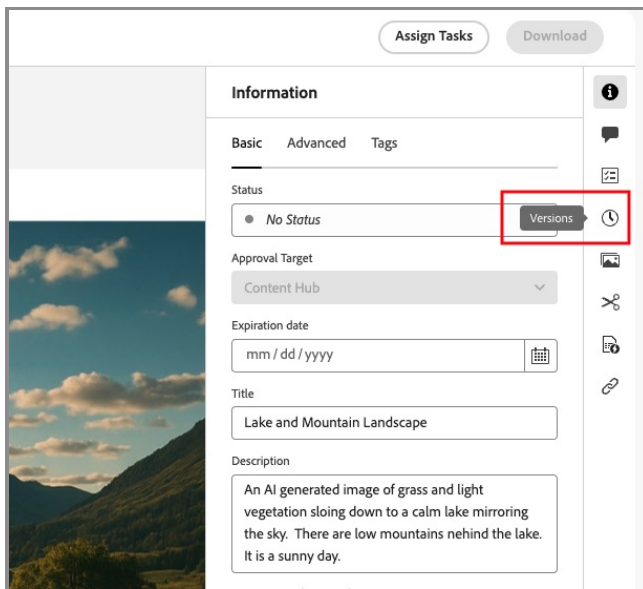 Assign Tasks
Download
Information
Basic
Advanced
Tags
Status
No Status
Versions
Approval Target
Content Hub
Expiration date
mm / dd / yyyy
Title
Lake and Mountain Landscape
Description
An AI generated image of grass and light
vegetation sloing down to a calm lake mirroring
the sky.  There are low mountains nehind the lake.
It is a sunny day.